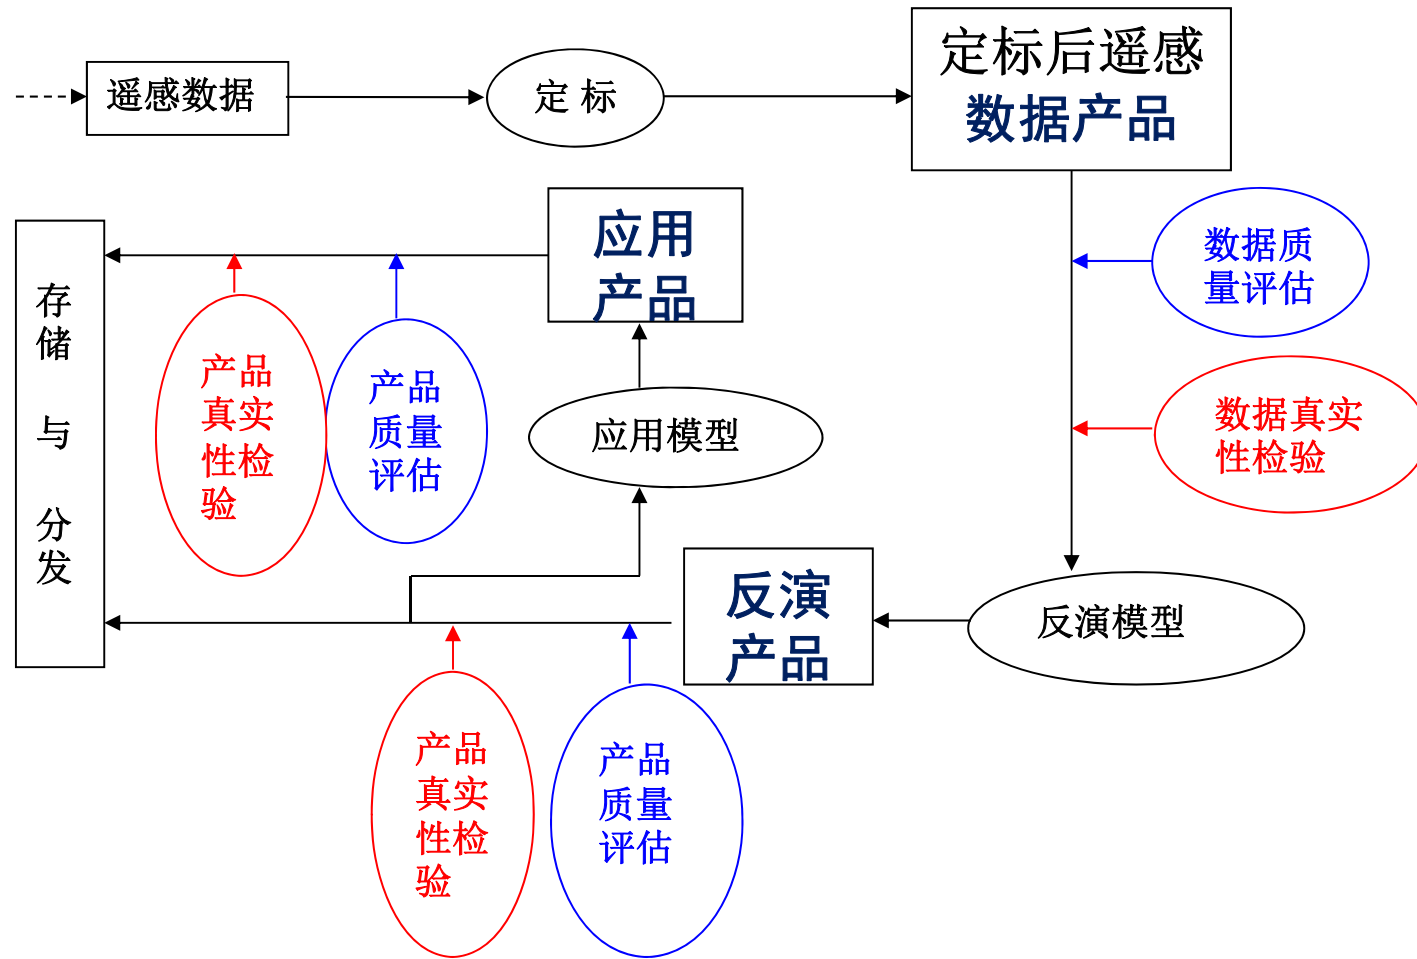 遥感数据
定 标
定标后遥感
数据产品
应用
产品
数据质
量评估
存
储
与
分
发
产品
真实
性检
验
产品
质量
评估
应用模型
数据真实
性检验
反演
产品
反演模型
产品
真实
性检
验
产品
质量
评估